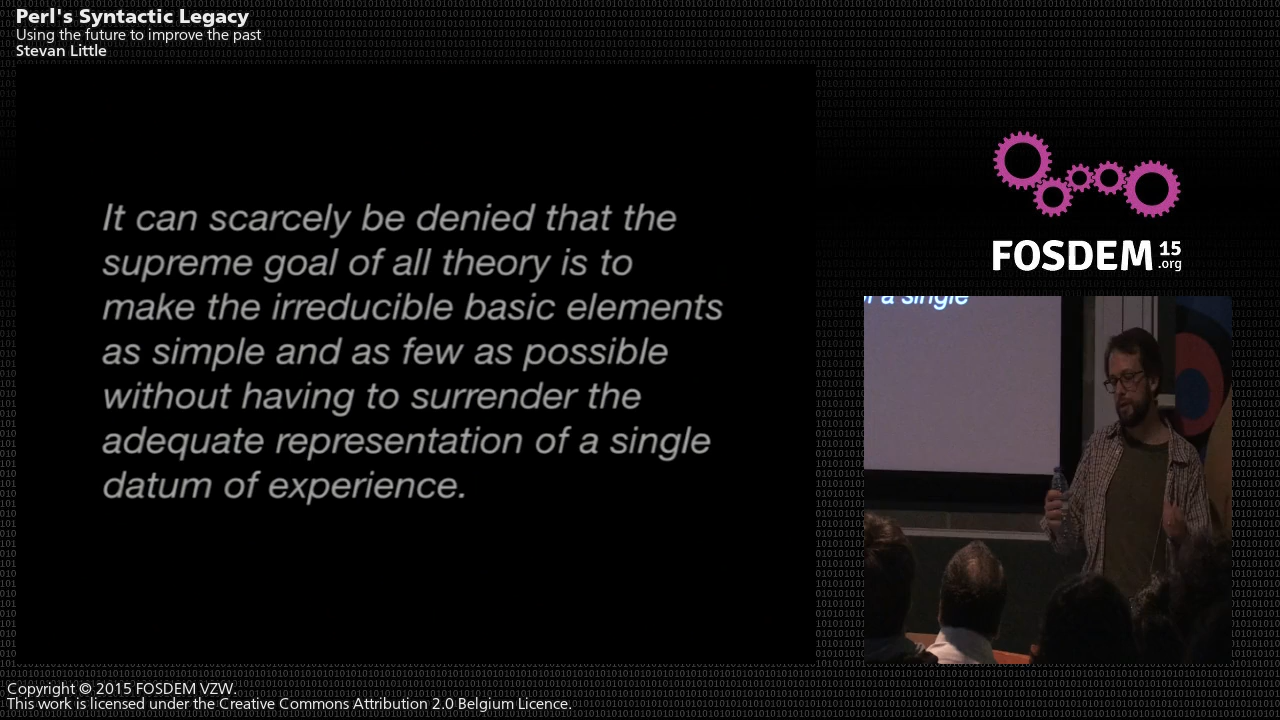 Perl's Syntactic Legacy
Using the future to improve the past
Stevan Little
It can scarcely be denied that the
supreme goal of all theory is to
make the irreducible basic elements
as simple and as few as possible
without having to surrender the
adequate representation of a single
datum of experience.
FOSDEM 15
.org
a single
Copyright © 2015 FOSDEM VZW.
This work is licensed under the Creative Commons Attribution 2.0 Belgium Licence.